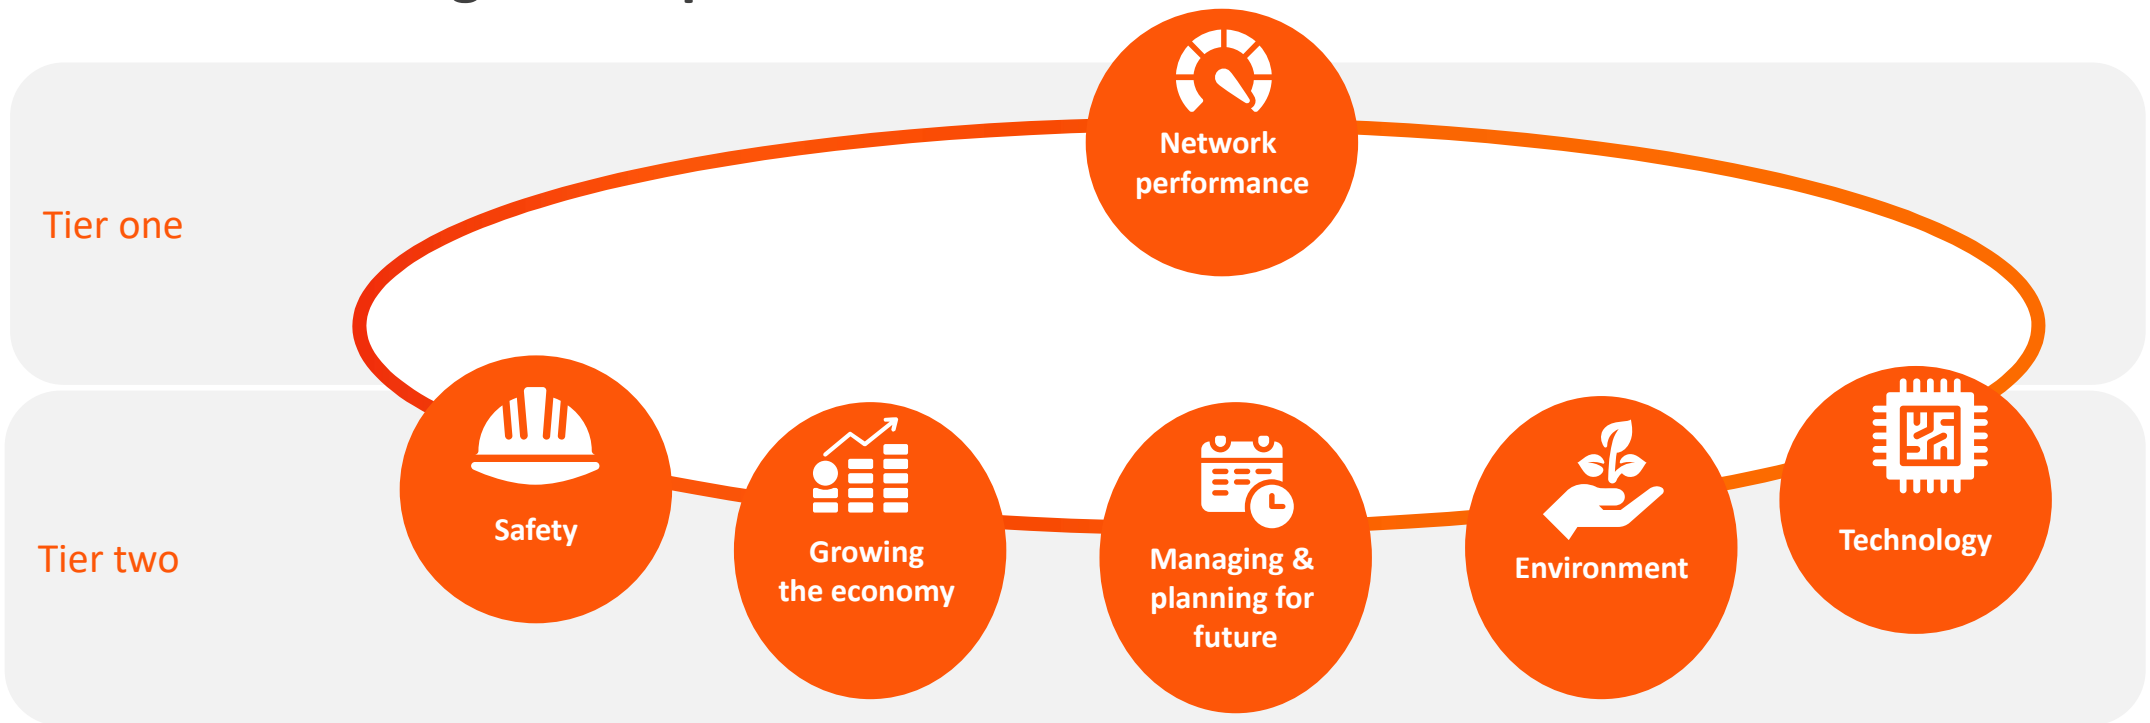 Network
performance
Tier one
Safety
Growing
the economy
Managing &
planning for
future
Environment
Technology
Tier two